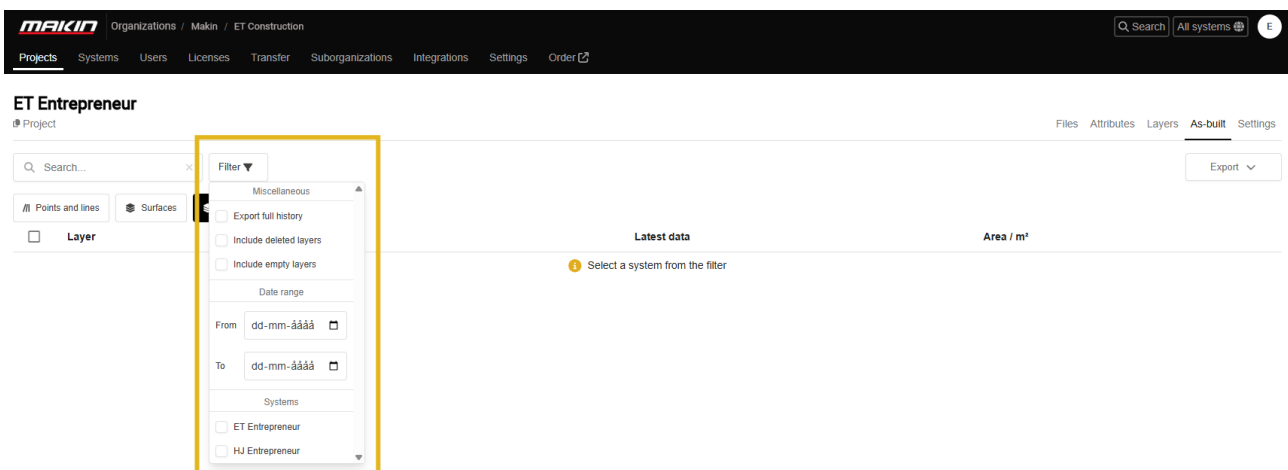 MAKIN Organizations / Makin / ET Construction Search All systems E
Projects Systems Users Licenses Transfer Suborganizations Integrations Settings Order
ET Entrepreneur
Project Files Attributes Layers As-built Settings
Search... Filter Export
Miscellaneous
Points and lines Surfaces
Export full history
Layer Latest data Area / m²
Include deleted layers
Include empty layers
Select a system from the filter
Date range
From dd-mm-åååå
To dd-mm-åååå
Systems
ET Entrepreneur
HJ Entrepreneur